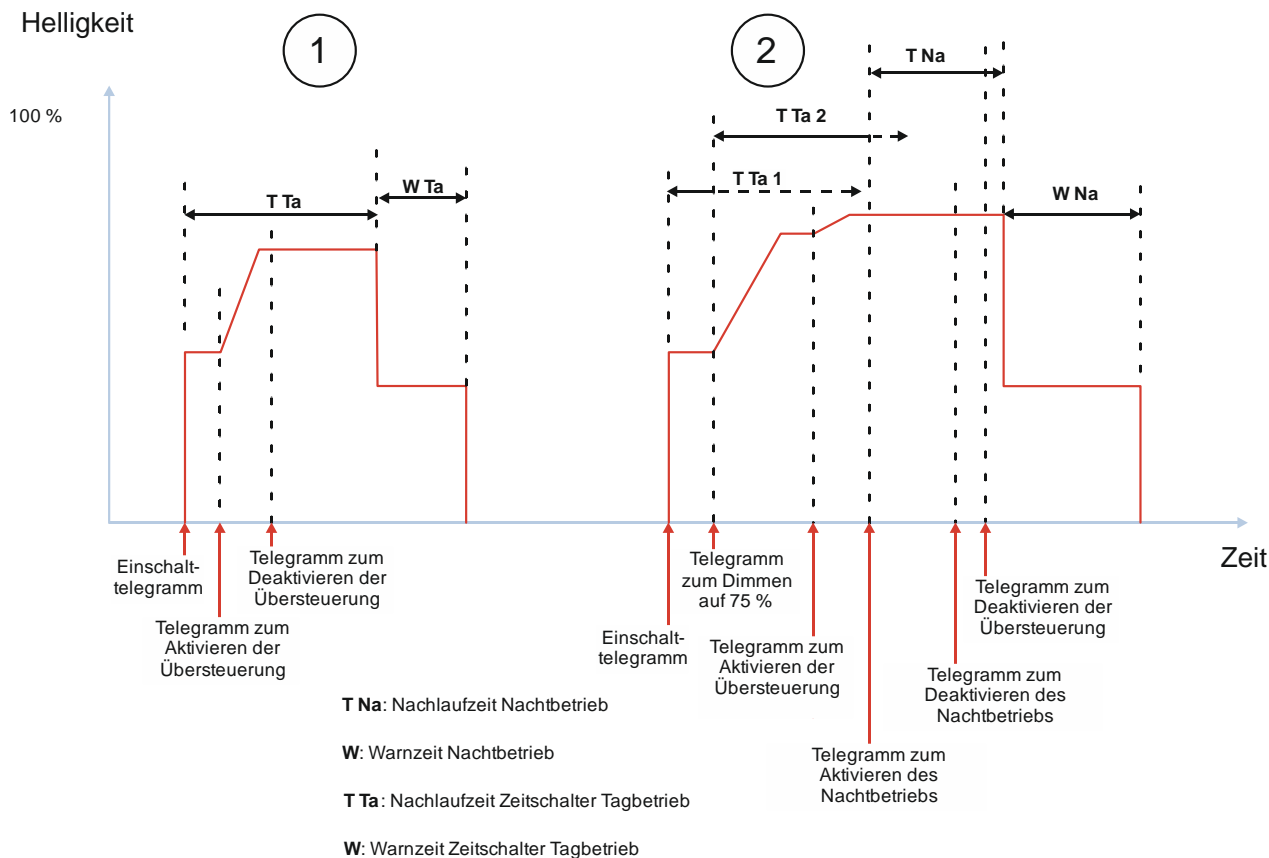 Helligkeit
1
2
100 %
T Na
T Ta 2
T Ta 1
W Ta
T Ta
W Na
Zeit
Einschalt-
telegramm
Telegramm zum
Aktivieren der
Übersteuerung
Telegramm zum
Deaktivieren der
Übersteuerung
Einschalt-
telegramm
Telegramm
zum Dimmen
auf 75 %
Telegramm zum
Aktivieren der
Übersteuerung
Telegramm zum
Aktivieren des
Nachtbetriebs
Telegramm zum
Deaktivieren des
Nachtbetriebs
Telegramm zum
Deaktivieren der
Übersteuerung
T Na: Nachlaufzeit Nachtbetrieb
W: Warnzeit Nachtbetrieb
T Ta: Nachlaufzeit Zeitschalter Tagbetrieb
W: Warnzeit Zeitschalter Tagbetrieb